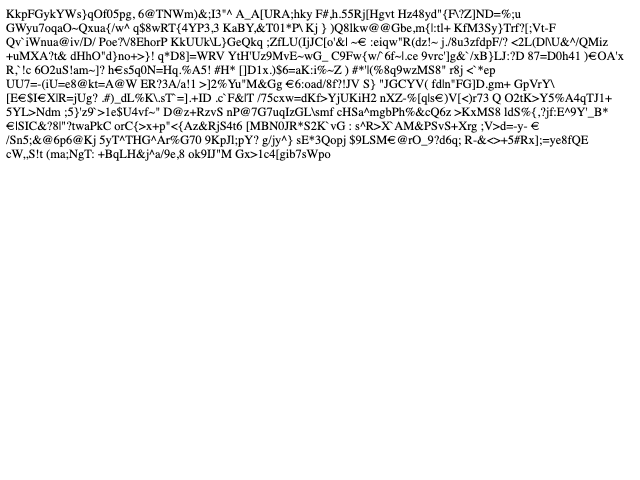 KkpFGykYWs}qOf05pg, 6@TNWm)&;I3"^ A_A[URA;hky F#,h.55Rj[Hgvt Hz48yd"{F\?Z]ND=%;u
GWyu7oqaO~Qxua{/w^ q$8wRT{4YP3,3 KaBY,&T01*P\ Kj } )Q8lkw@@Gbe,m{|:tl+ KfM3Sy}Trf?[;Vt-F
Qv`iWnua@iv/D/ Poe?\/8EhorP KkUUk\L}GeQkq ;ZfLU(IjJC[o'&| ~€ :eiqw"R(dz!~ j./8u3zfdpF/? <2L(D\U&^/QMiz
+uMXA?t& dHhO"d}no+>}! q*D8]=WRV YtH'Uz9MvE~wG_ C9Fw{w/`6f~l.ce 9vrc']g&`/xB}LJ:?D 87=D0h41 )€OA'x
R,`!c 6O2uS!am~]? h€s5q0N=Hq.%A5! #H* []D1x.)$6=aK:i%~Z ) #*'|(%8q9wzMS8" r8j <`*ep
UU7=-(iU=e8@kt=A@W ER?3A/a!1 >]2%Yu"M&Gg €6:oad/8f?!JV S} "JGCYV( fd|n"FG]D.gm+ GpVrY\
[E€$I€X|R=jUg? .#)_dL%K\.sT`=].+ID .c`F&lT /75cxw=dKf>YjUKiH2 nXZ-%[q|s€)V[<)r73 Q O2tK>Y5%A4qTJ1+
5YL>Ndm ;5}'z9`>1e$U4vf~" D@z+RzvS nP@7G7uqIzGL\smf cHSa^mgbPh%&cQ6z >KxMS8 ldS%{,?jf:E^9Y'_B*
€|SIC&?8|"?twaPkC orC{>x+p"<{Az&RjS4t6 [MBN0JR*S2K`vG : s^R>X`AM&PSvS+Xrg ;V>d=-y- €
/Sn5;&@6p6@Kj 5yT^THG^Ar%G70 9KpJl;pY? g/jy^} sE*3Qopj $9LSM€@rO_9?d6q; R-&<>+5#Rx];=ye8fQE
cW,,S!t (ma;NgT: +BqLH&j^a/9e,8 ok9IJ"M Gx>1c4[gib7sWpo